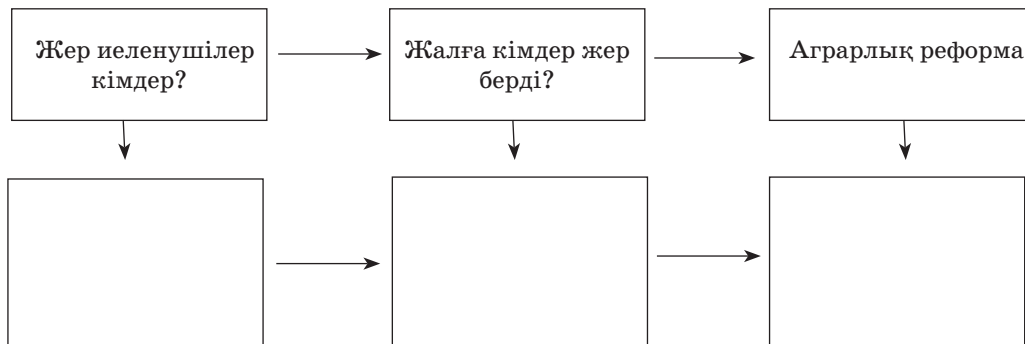 Жер иеленушілер
кімдер?
Жалға кімдер жер
берді?
Аграрлық реформа